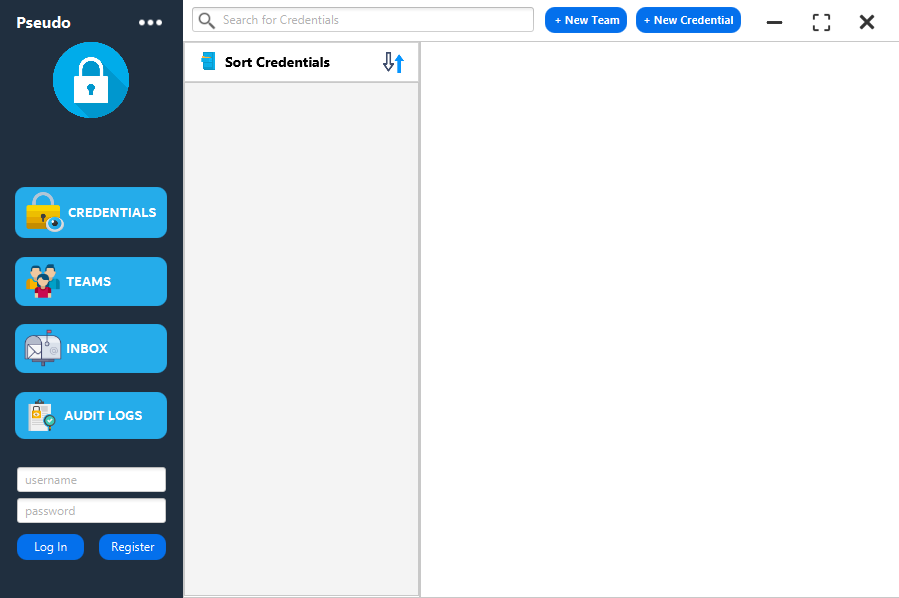 Pseudo
Search for Credentials
+ New Team
+ New Credential
Sort Credentials
CREDENTIALS
TEAMS
INBOX
AUDIT LOGS
username
password
Log In
Register